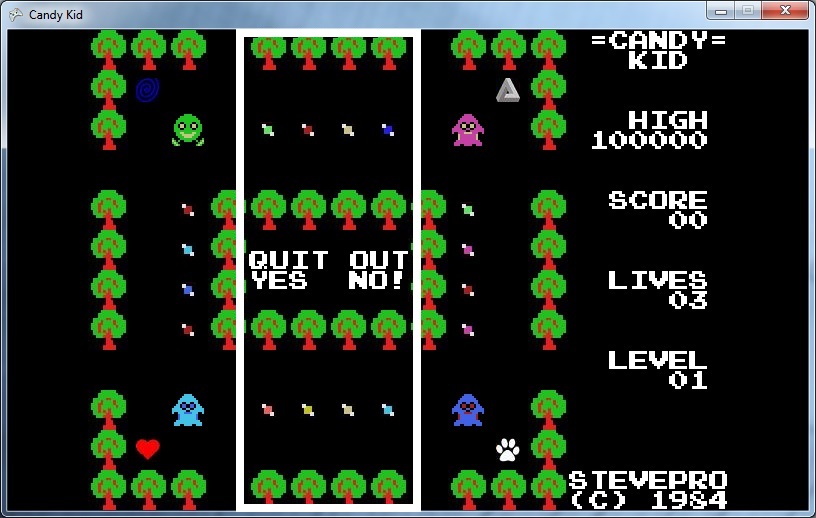 Candy Kid
=CANDY=
KID
HIGH
100000
SCORE
00
QUIT OUT
YES NO!
LIVES
03
LEVEL
01
STEVEPRO
(C) 1984